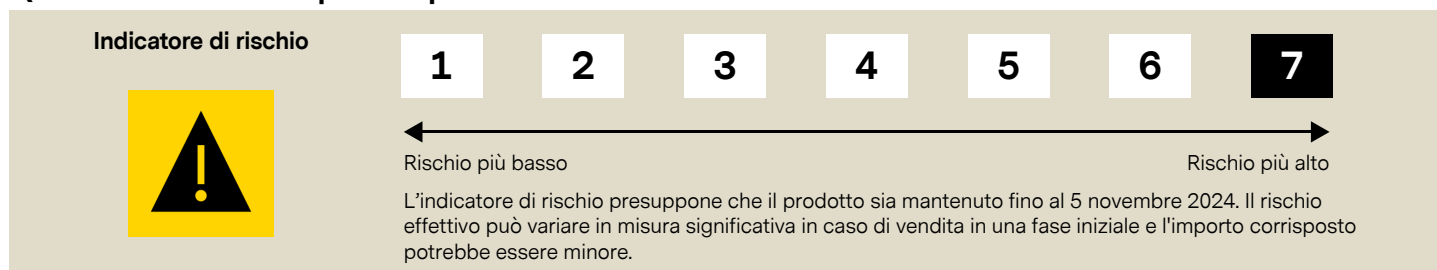 Indicatore di rischio
1 2 3 4 5 6 7
Rischio più basso Rischio più alto
L'indicatore di rischio presuppone che il prodotto sia mantenuto fino al 5 novembre 2024. Il rischio
effettivo può variare in misura significativa in caso di vendita in una fase iniziale e l'importo corrisposto
potrebbe essere minore.